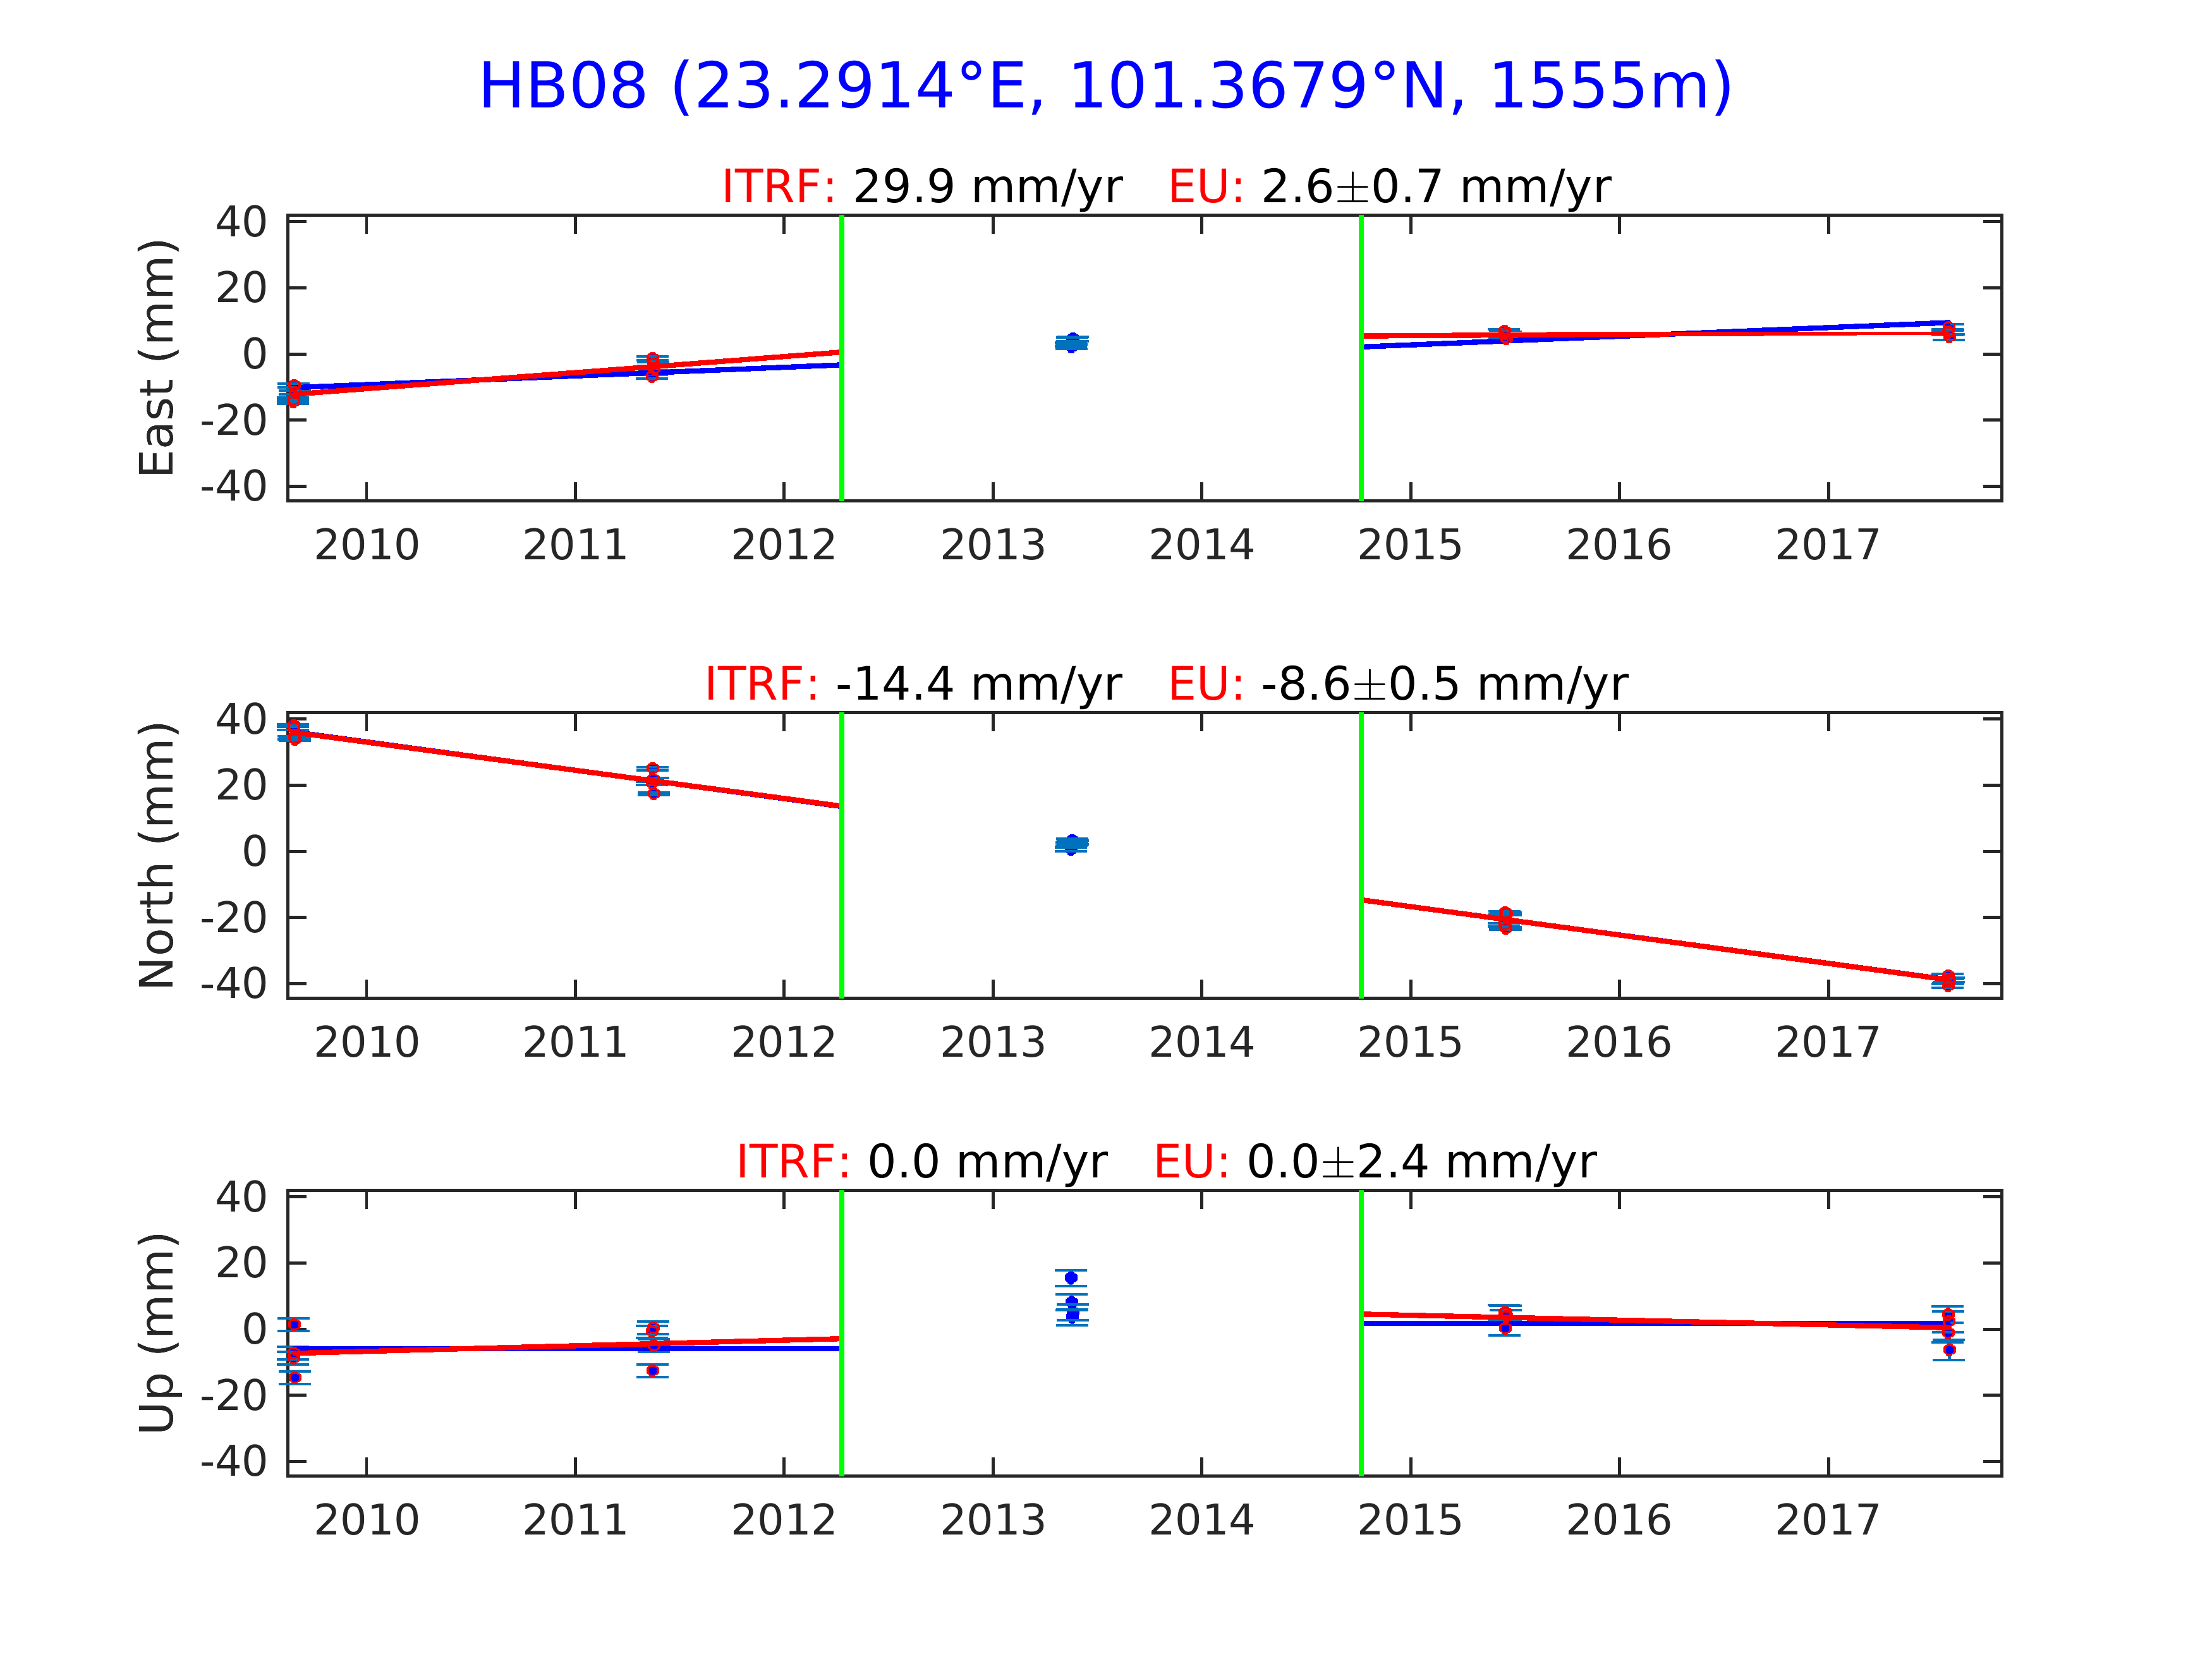 HB08 (23.2914°E, 101.3679°N, 1555m)
ITRF: 29.9 mm/yr EU: 2.6±0.7 mm/yr
East (mm)
40
20
0
-20
-40
2010 2011 2012 2013 2014 2015 2016 2017
ITRF: -14.4 mm/yr EU: -8.6±0.5 mm/yr
North (mm)
40
20
0
-20
-40
2010 2011 2012 2013 2014 2015 2016 2017
ITRF: 0.0 mm/yr EU: 0.0±2.4 mm/yr
Up (mm)
40
20
0
-20
-40
2010 2011 2012 2013 2014 2015 2016 2017